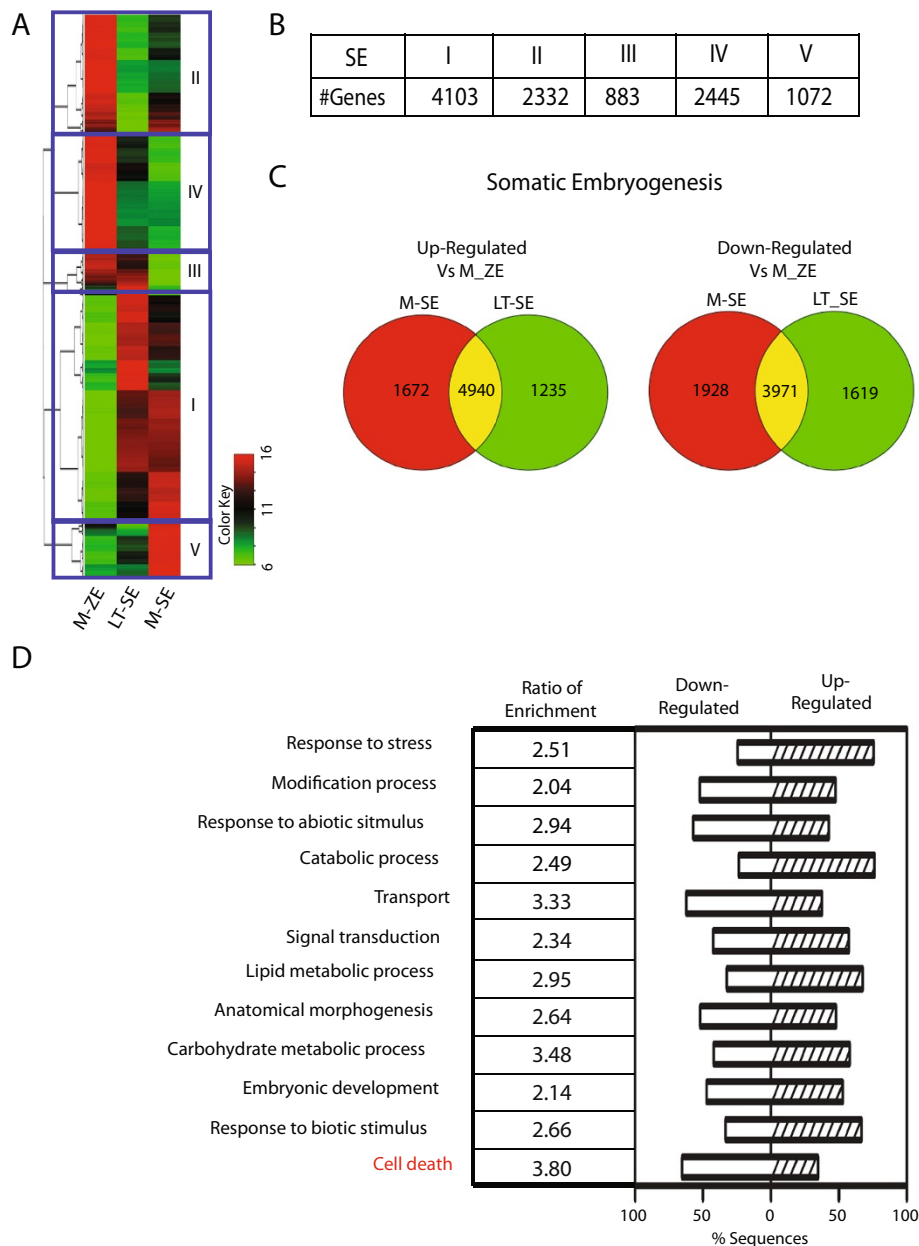 A
II
IV
III
I
V
Color Key
16
11
6
M-ZE
LT-SE
M-SE
B
SE I II III IV V
#Genes 4103 2332 883 2445 1072
C
Somatic Embryogenesis
Up-Regulated
Vs M_ZE
M-SE LT-SE
1672 4940 1235
Down-Regulated
Vs M_ZE
M-SE LT_SE
1928 3971 1619
D
Ratio of
Enrichment
Down-
Regulated
Up-
Regulated
Response to stress 2.51
Modification process 2.04
Response to abiotic sitmulus 2.94
Catabolic process 2.49
Transport 3.33
Signal transduction 2.34
Lipid metabolic process 2.95
Anatomical morphogenesis 2.64
Carbohydrate metabolic process 3.48
Embryonic development 2.14
Response to biotic stimulus 2.66
Cell death 3.80
100 50 0 50 100
% Sequences